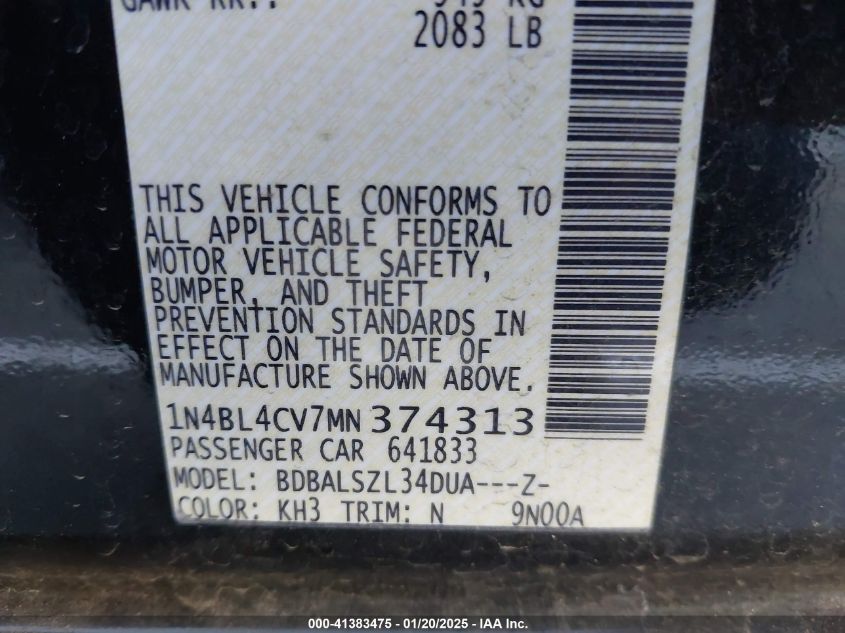 2083 LB
THIS VEHICLE CONFORMS TO
ALL APPLICABLE FEDERAL
MOTOR VEHICLE SAFETY,
BUMPER, AND THEFT
PREVENTION STANDARDS IN
EFFECT ON THE DATE OF
MANUFACTURE SHOWN ABOVE.
1N4BL4CV7MN374313
PASSENGER CAR 641833
MODEL: BDBALSZL34DUA---Z-
COLOR: KH3 TRIM: N 9N00A
000-41383475 - 01/20/2025 - IAA Inc.